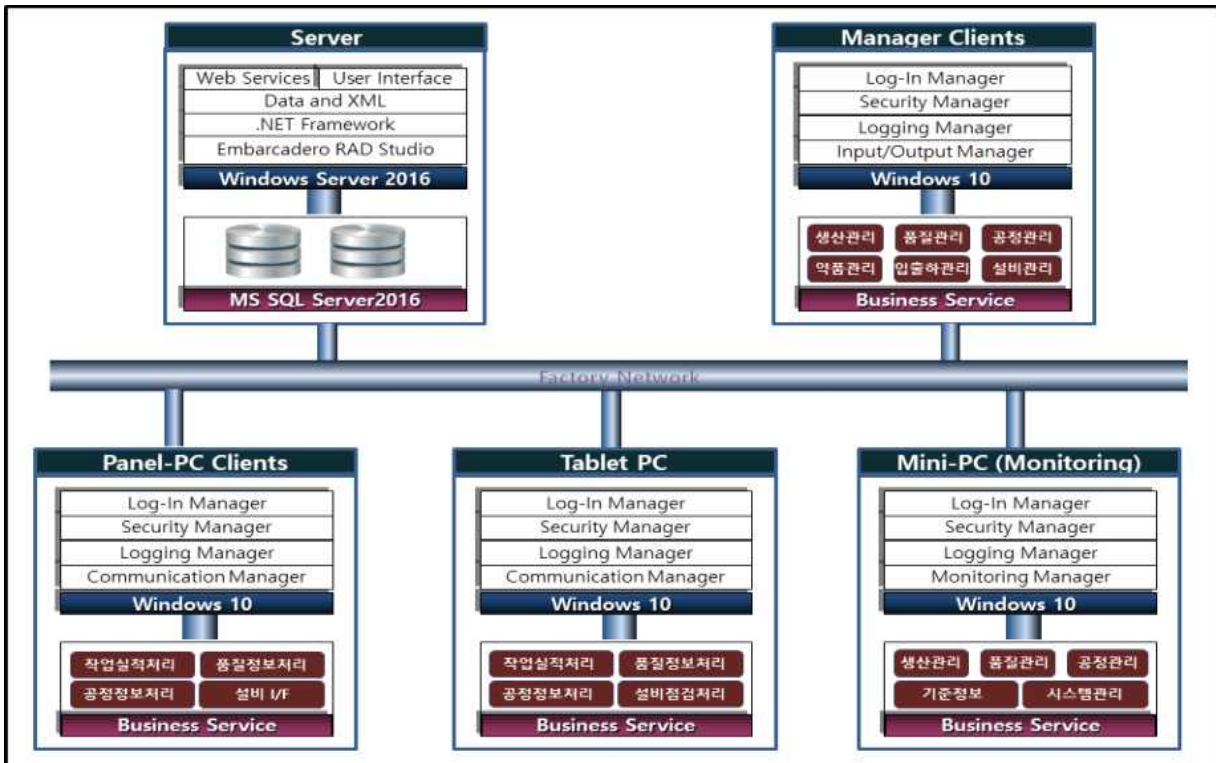 Server
Web Services User Interface
Data and XML
.NET Framework
Embarcadero RAD Studio
Windows Server 2016
MS SQL Server2016
Manager Clients
Log-In Manager
Security Manager
Logging Manager
Input/Output Manager
Windows 10
생산관리 품질관리 공정관리
약품관리 입출하관리 설비관리
Business Service
Factory Network
Panel-PC Clients
Log-In Manager
Security Manager
Logging Manager
Communication Manager
Windows 10
작업실적처리 품질정보처리
공정정보처리 설비 I/F
Business Service
Tablet PC
Log-In Manager
Security Manager
Logging Manager
Communication Manager
Windows 10
작업실적처리 품질정보처리
공정정보처리 설비점검처리
Business Service
Mini-PC (Monitoring)
Log-In Manager
Security Manager
Logging Manager
Monitoring Manager
Windows 10
생산관리 품질관리 공정관리
기준정보 시스템관리
Business Service